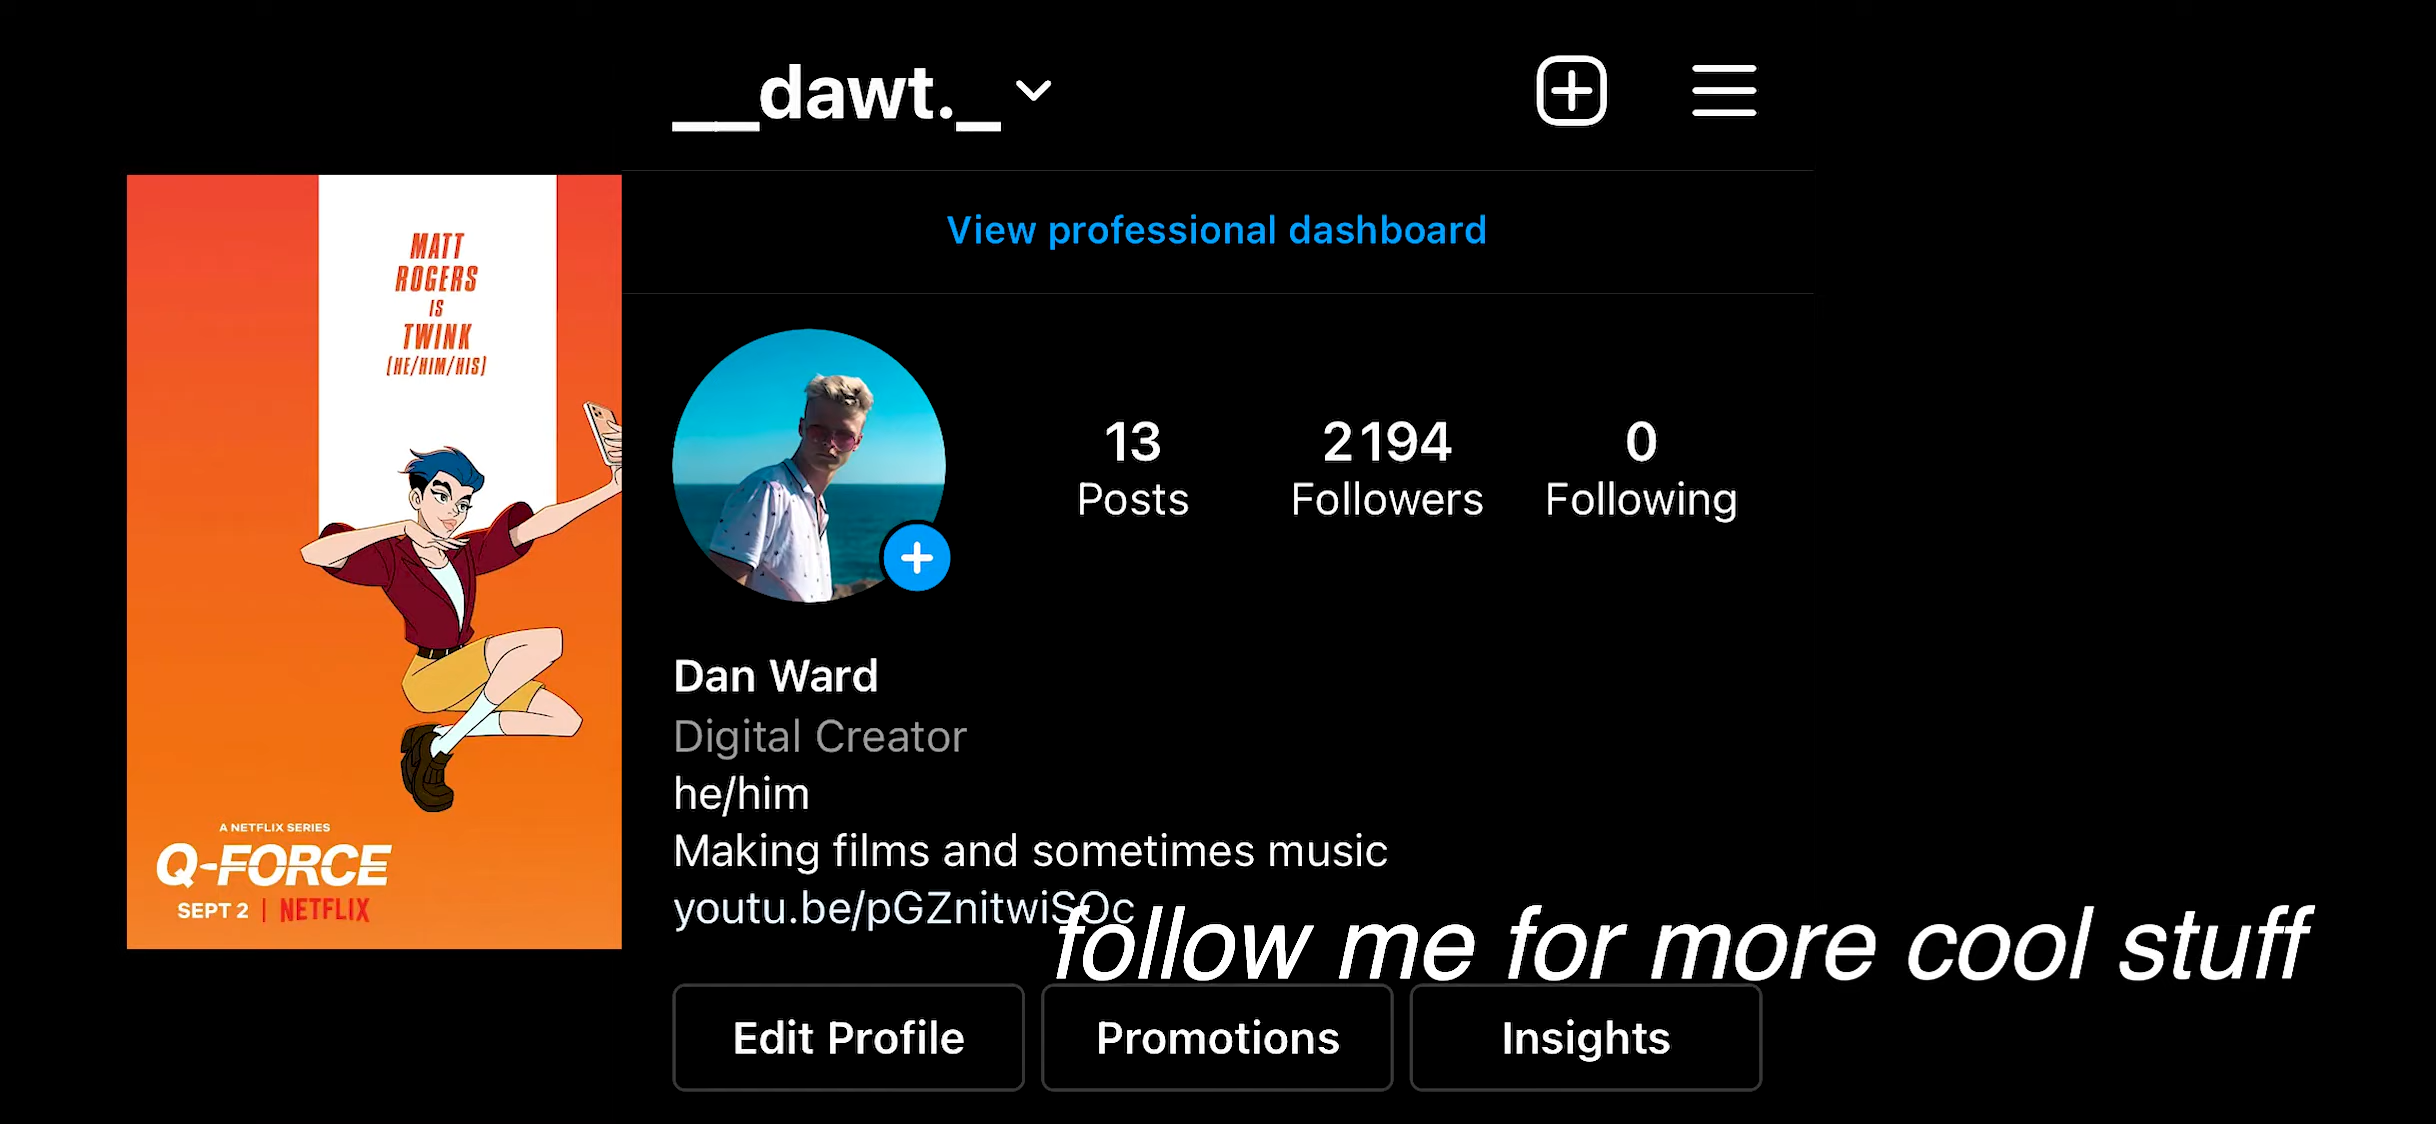 __dawt._
View professional dashboard
MATT
ROGERS
IS
TWINK
(HE/HIM/HIS)
13
Posts
2194
Followers
0
Following
Dan Ward
Digital Creator
he/him
Making films and sometimes music
youtu.be/pGZnitwiSOc
follow me for more cool stuff
A NETFLIX SERIES
Q-FORCE
SEPT 2 | NETFLIX
Edit Profile
Promotions
Insights